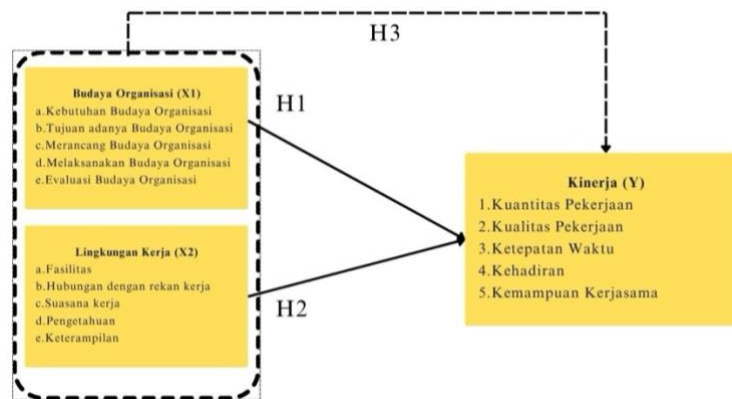 H3
Budaya Organisasi (X1)
a.Kebutuhan Budaya Organisasi
b.Tujuan adanya Budaya Organisasi
c.Merancang Budaya Organisasi
d.Melaksanakan Budaya Organisasi
e.Evaluasi Budaya Organisasi
H1
Lingkungan Kerja (X2)
a.Fasilitas
b.Hubungan dengan rekan kerja
c.Suasana kerja
d.Pengetahuan
e.Keterampilan
H2
Kinerja (Y)
1.Kuantitas Pekerjaan
2.Kualitas Pekerjaan
3.Ketepatan Waktu
4.Kehadiran
5.Kemampuan Kerjasama